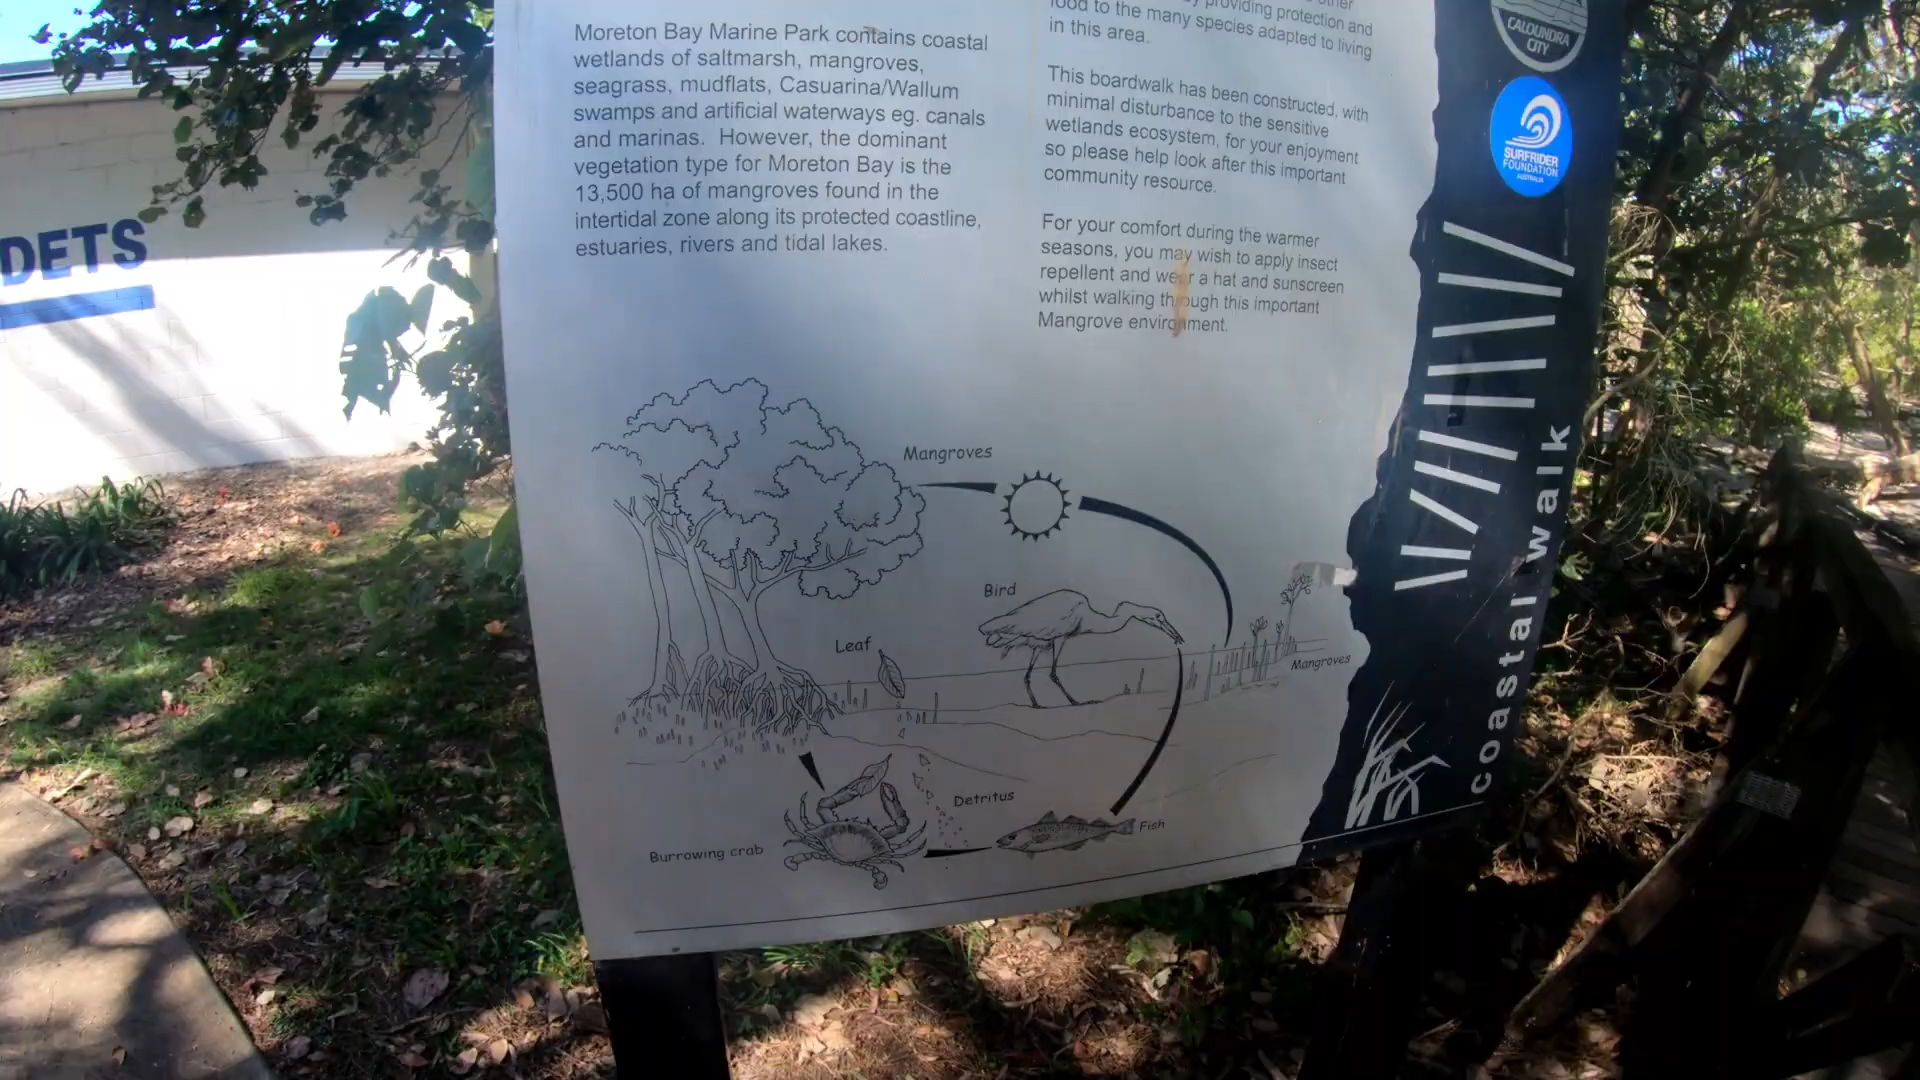 Moreton Bay Marine Park contains coastal
wetlands of saltmarsh, mangroves,
seagrass, mudflats, Casuarina/Wallum
swamps and artificial waterways eg. canals
and marinas. However, the dominant
vegetation type for Moreton Bay is the
13,500 ha of mangroves found in the
intertidal zone along its protected coastline,
estuaries, rivers and tidal lakes.
other
providing protection and
food to the many species adapted to living
in this area.
This boardwalk has been constructed, with
minimal disturbance to the sensitive
wetlands ecosystem, for your enjoyment
so please help look after this important
community resource.
For your comfort during the warmer
seasons, you may wish to apply insect
repellent and wear a hat and sunscreen
whilst walking through this important
Mangrove environment.
Mangroves
Bird
Leaf
Mangroves
Detritus
Fish
Burrowing crab
CALOUNDRA
CITY
SURFRIDER
FOUNDATION
AUSTRALIA
coastal walk
DETS